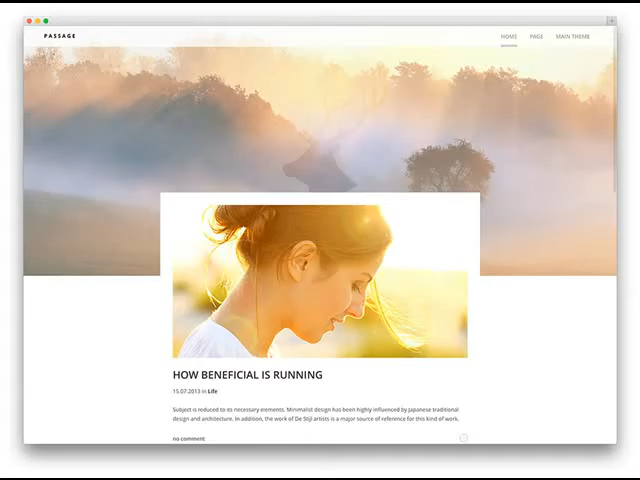 PASSAGE
HOME PAGE MAIN THEME
HOW BENEFICIAL IS RUNNING
15.07.2013 in Life
Subject is reduced to its necessary elements. Minimalist design has been highly influenced by Japanese traditional
design and architecture. In addition, the work of De Stijl artists is a major source of reference for this kind of work.
no comment